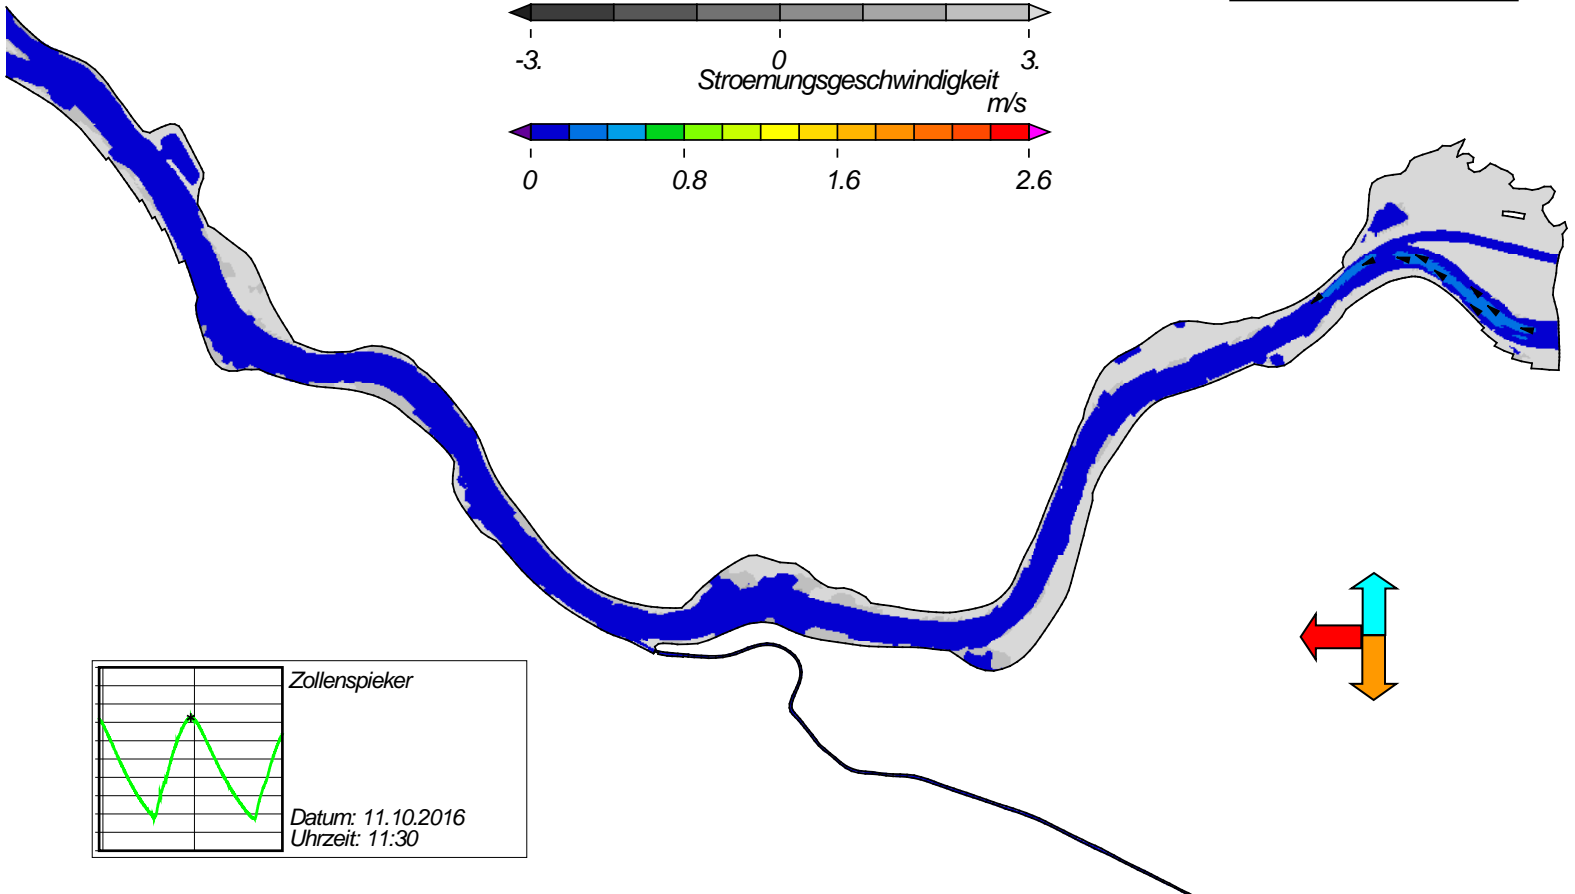 -3. 0 3.
Stroemungsgeschwindigkeit
m/s
0 0.8 1.6 2.6
Zollenspieker
Datum: 11.10.2016
Uhrzeit: 11:30